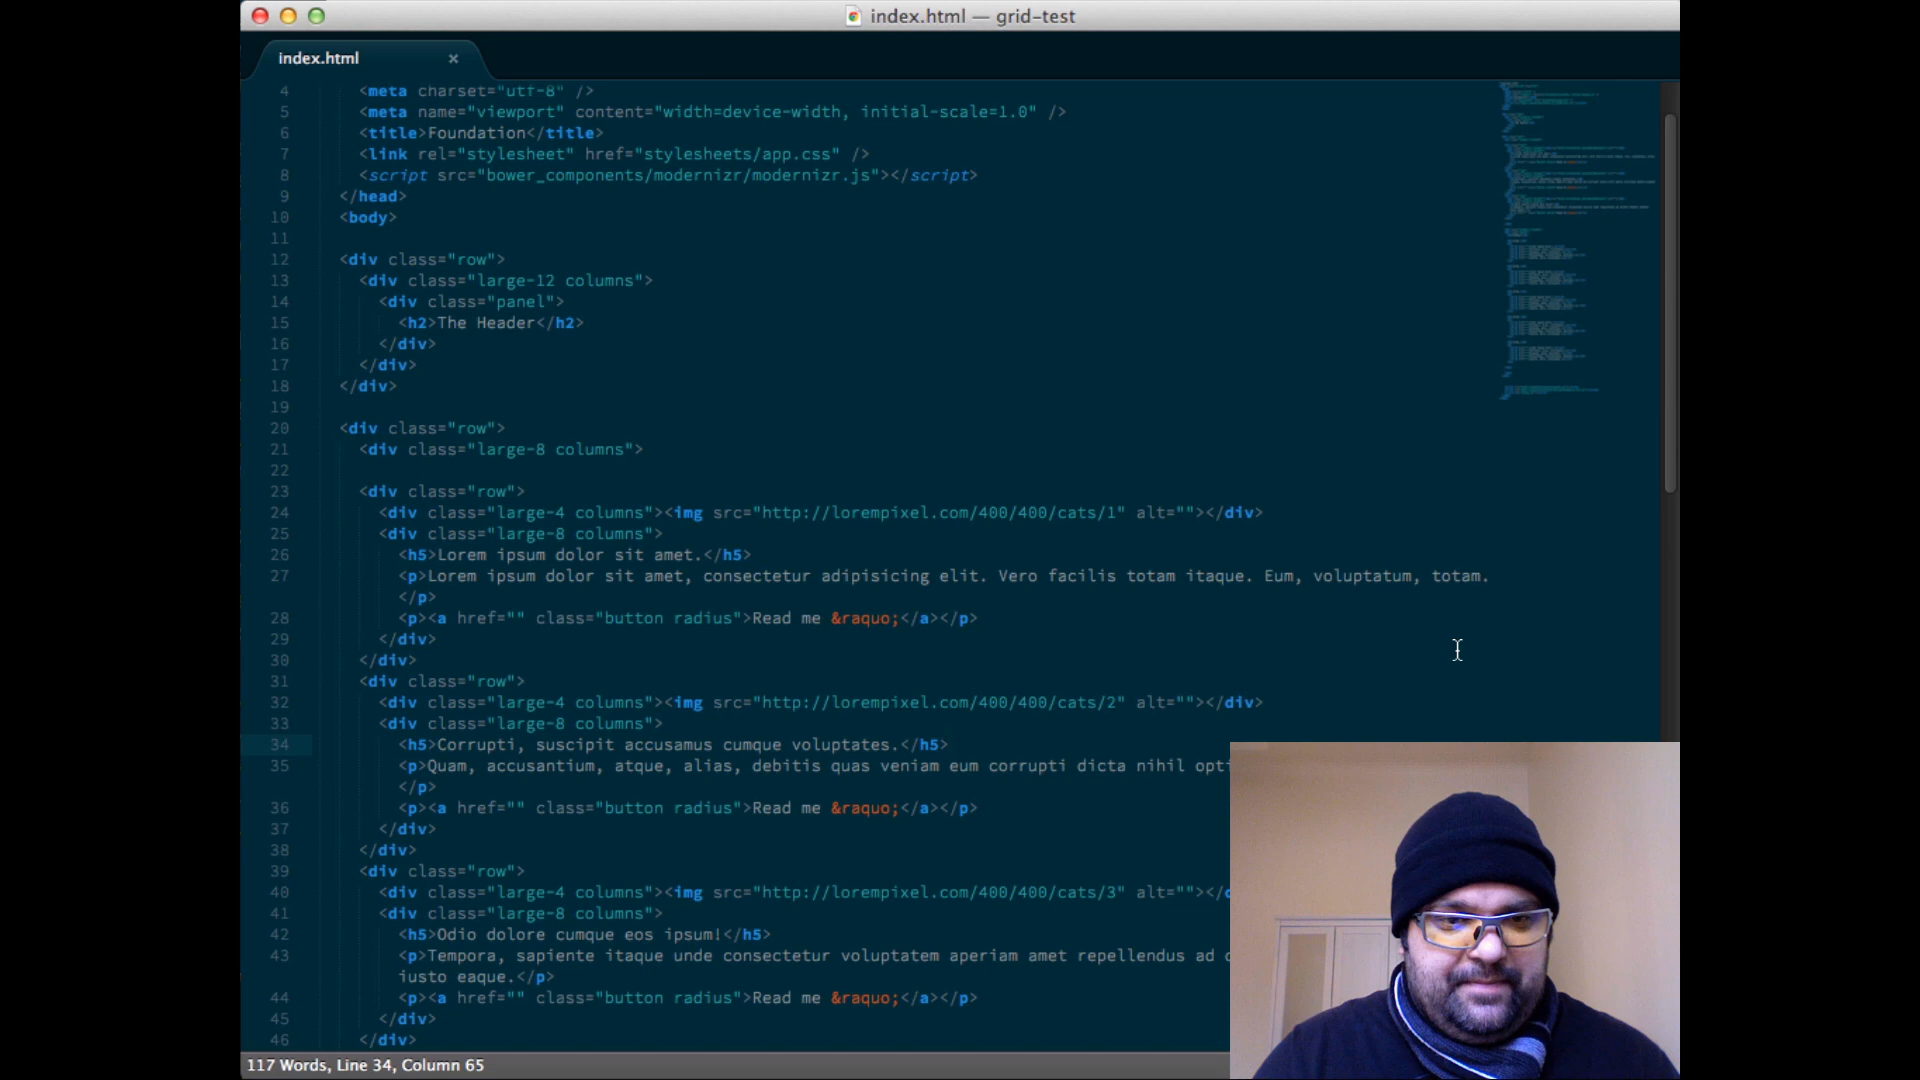 index.html — grid-test
index.html ×
4 <meta charset="utf-8" />
5 <meta name="viewport" content="width=device-width, initial-scale=1.0" />
6 <title>Foundation</title>
7 <link rel="stylesheet" href="stylesheets/app.css" />
8 <script src="bower_components/modernizr/modernizr.js"></script>
9 </head>
10 <body>
11
12 <div class="row">
13 <div class="large-12 columns">
14 <div class="panel">
15 <h2>The Header</h2>
16 </div>
17 </div>
18 </div>
19
20 <div class="row">
21 <div class="large-8 columns">
22
23 <div class="row">
24 <div class="large-4 columns"><img src="http://lorempixel.com/400/400/cats/1" alt=""></div>
25 <div class="large-8 columns">
26 <h5>Lorem ipsum dolor sit amet.</h5>
27 <p>Lorem ipsum dolor sit amet, consectetur adipisicing elit. Vero facilis totam itaque. Eum, voluptatum, totam.
</p>
28 <p><a href="" class="button radius">Read me &raquo;</a></p>
29 </div>
30 </div>
31 <div class="row">
32 <div class="large-4 columns"><img src="http://lorempixel.com/400/400/cats/2" alt=""></div>
33 <div class="large-8 columns">
34 <h5>Corrupti, suscipit accusamus cumque voluptates.</h5>
35 <p>Quam, accusantium, atque, alias, debitis quas veniam eum corrupti dicta nihil opti
</p>
36 <p><a href="" class="button radius">Read me &raquo;</a></p>
37 </div>
38 </div>
39 <div class="row">
40 <div class="large-4 columns"><img src="http://lorempixel.com/400/400/cats/3" alt=""></
41 <div class="large-8 columns">
42 <h5>Odio dolore cumque eos ipsum!</h5>
43 <p>Tempora, sapiente itaque unde consectetur voluptatem aperiam amet repellendus ad
iusto eaque.</p>
44 <p><a href="" class="button radius">Read me &raquo;</a></p>
45 </div>
46 </div>
117 Words, Line 34, Column 65